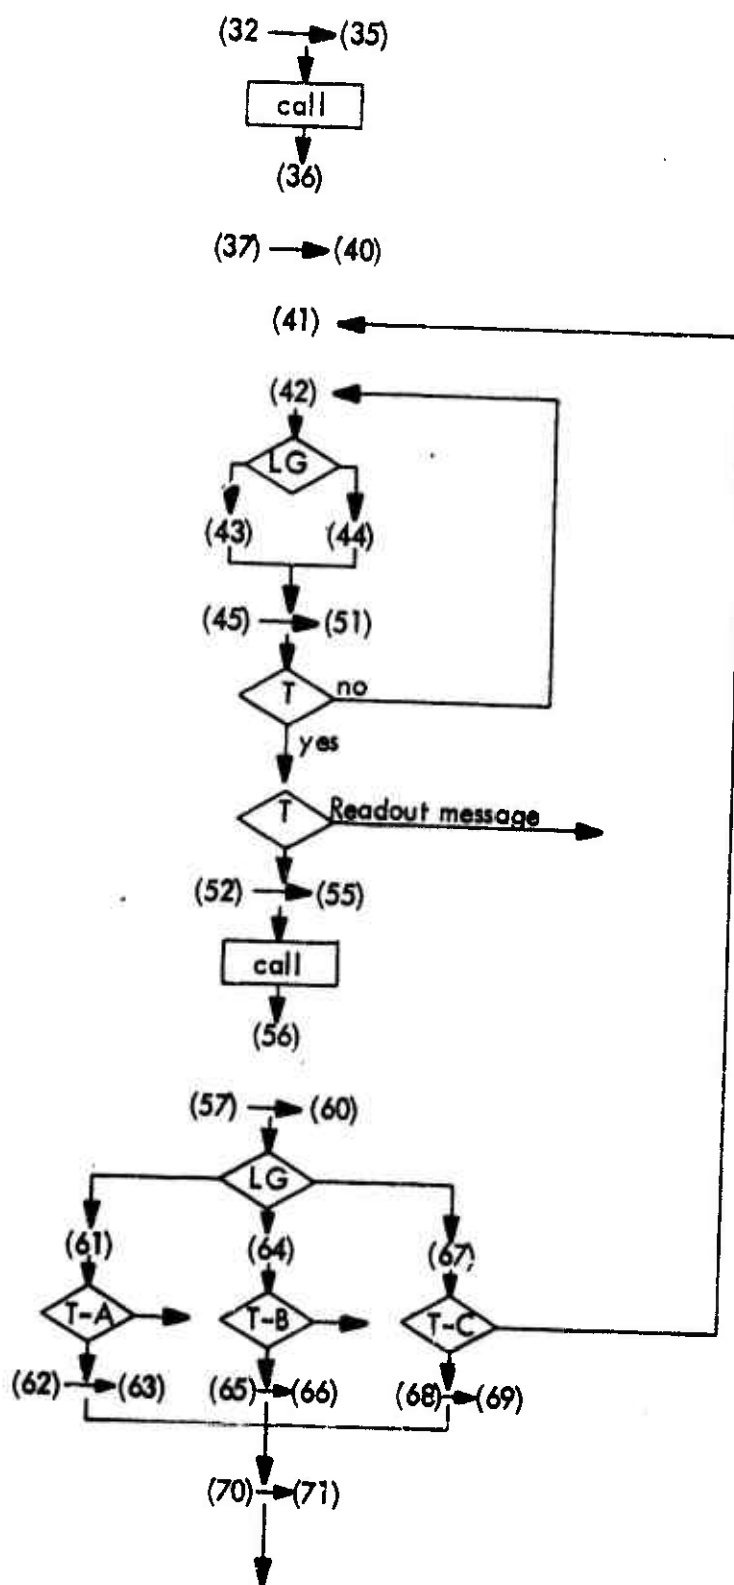 (32 (35)
call
(36)
(37) (40)
(41)
(42)
LG
(43) (44)
(45) (51)
T no
yes
T Readout message
(52) (55)
call
(56)
(57) (60)
LG
(61) (64) (67)
T-A T-B T-C
(62) (63) (65) (66) (68) (69)
(70) (71)